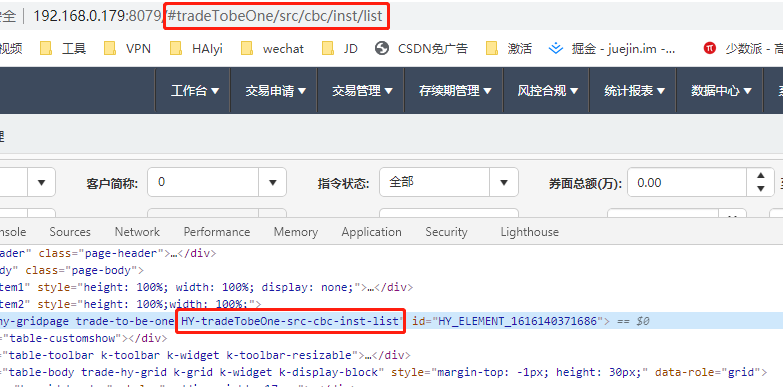 安全 | 192.168.0.179:8079/#tradeTobeOne/src/cbc/inst/list
视频 工具 VPN HAIyi wechat JD CSDN免广告 激活 掘金 - juejin.im -... 少数派 - 高
工作台 交易申请 交易管理 存续期管理 风控合规 统计报表 数据中心
理
客户简称: 0 指令状态: 全部 券面总额(万): 0.00
nsole Sources Network Performance Memory Application Security Lighthouse
ader" class="page-header">…</div>
dy" class="page-body">
tem1" style="height: 100%; width: 100%; display: none;">…</div>
tem2" style="height: 100%;width: 100%;">
hy-gridpage trade-to-be-one HY-tradeTobeOne-src-cbc-inst-list" id="HY_ELEMENT_1616140371686"> == $0
="table-customshow"></div>
="table-toolbar k-toolbar k-widget k-toolbar-resizable">…</div>
="table-body trade-hy-grid k-grid k-widget k-display-block" style="margin-top: -1px; height: 30px;" data-role="grid">